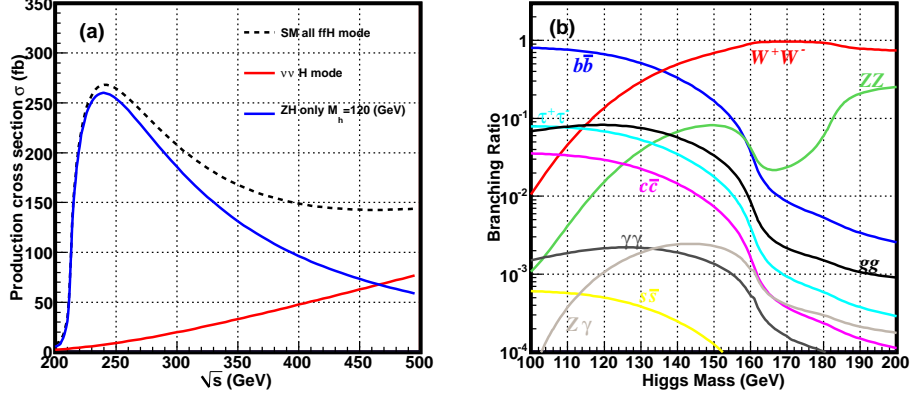 (a)
SM all ffH mode
ννH mode
ZH only M_h=120 (GeV)
Production cross section σ (fb)
350
300
250
200
150
100
50
0
200 250 300 350 400 450 500
√s (GeV)
(b)
bb̄
W⁺W⁻
ZZ
τ⁺τ⁻
cc̄
γγ
gg
ss̄
Zγ
Branching Ratio
1
10⁻¹
10⁻²
10⁻³
10⁻⁴
100 110 120 130 140 150 160 170 180 190 200
Higgs Mass (GeV)